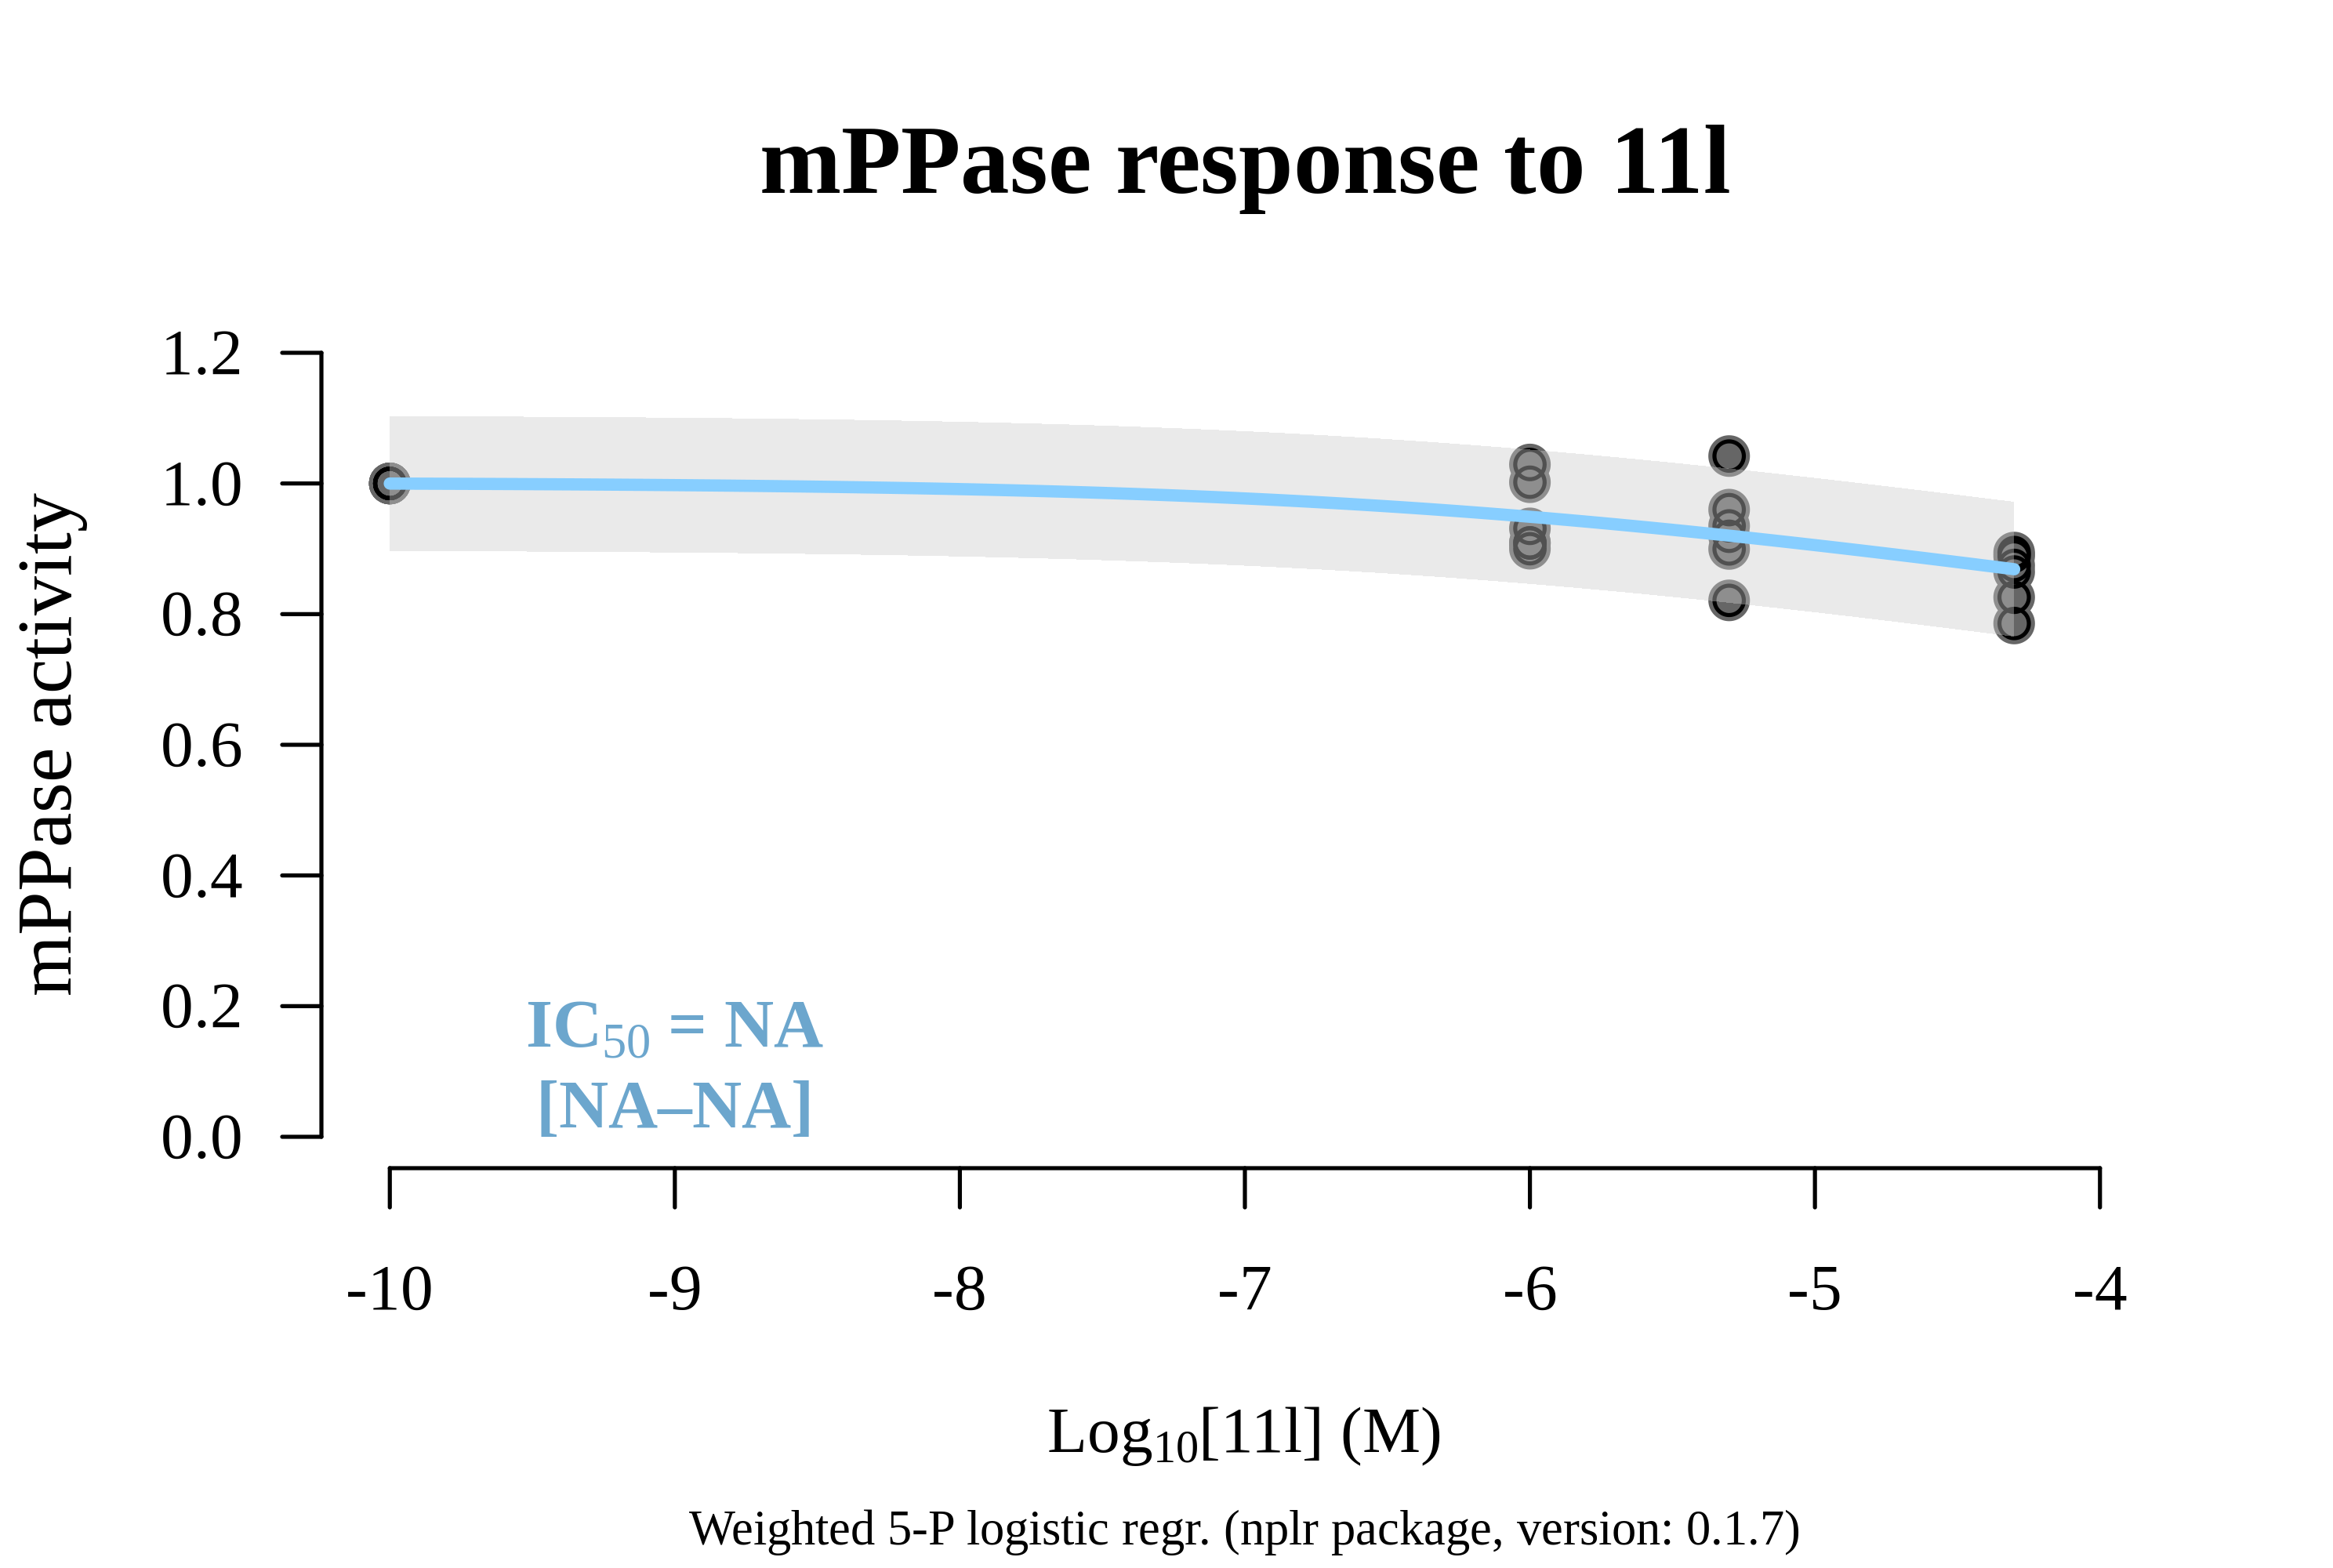 mPPase response to 11l
mPPase activity
1.2
1.0
0.8
0.6
0.4
0.2
0.0
IC50 = NA
[NA–NA]
-10 -9 -8 -7 -6 -5 -4
Log10[11l] (M)
Weighted 5-P logistic regr. (nplr package, version: 0.1.7)